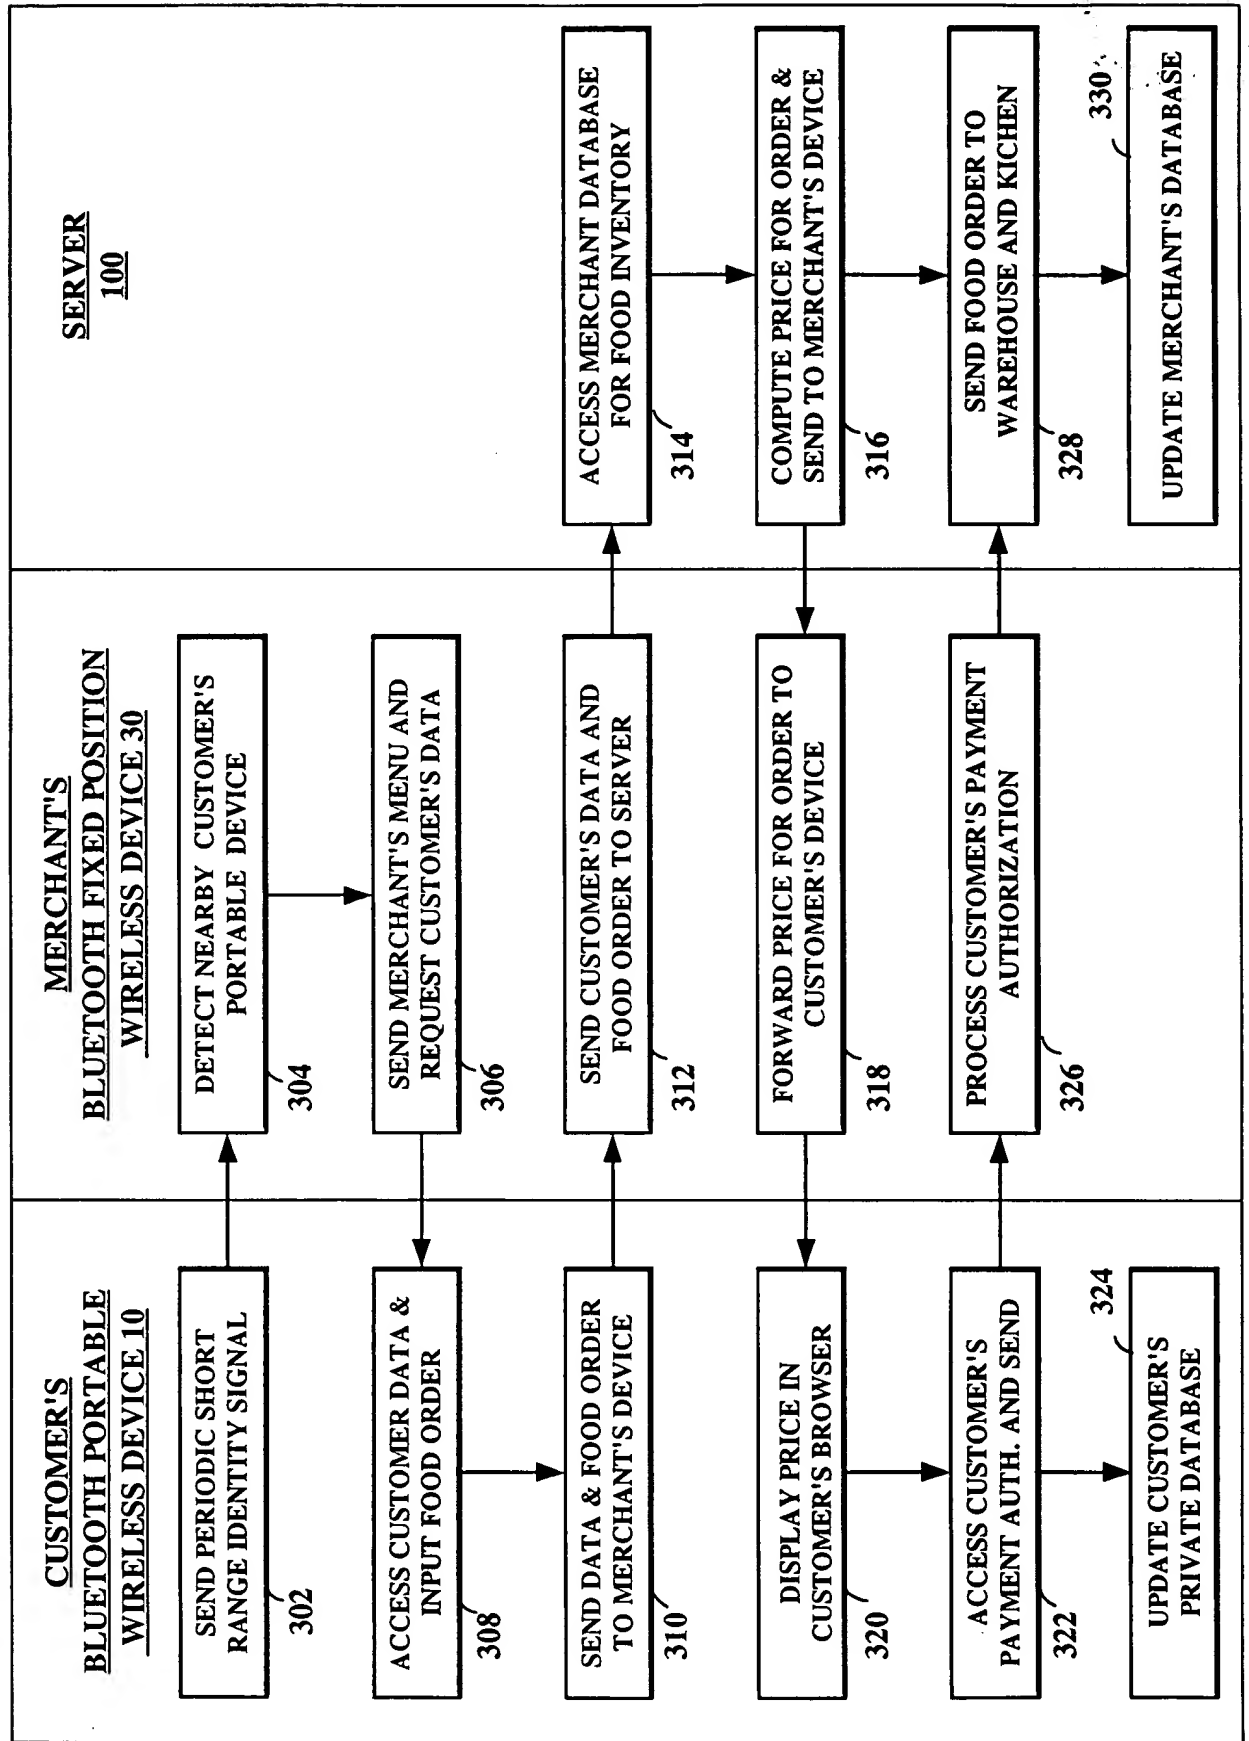 CUSTOMER'S
BLUETOOTH PORTABLE
WIRELESS DEVICE 10
MERCHANT'S
BLUETOOTH FIXED POSITION
WIRELESS DEVICE 30
SERVER
100
SEND PERIODIC SHORT
RANGE IDENTITY SIGNAL
302
DETECT NEARBY CUSTOMER'S
PORTABLE DEVICE
304
SEND MERCHANT'S MENU AND
REQUEST CUSTOMER'S DATA
306
ACCESS CUSTOMER DATA &
INPUT FOOD ORDER
308
SEND DATA & FOOD ORDER
TO MERCHANT'S DEVICE
310
SEND CUSTOMER'S DATA AND
FOOD ORDER TO SERVER
312
ACCESS MERCHANT DATABASE
FOR FOOD INVENTORY
314
COMPUTE PRICE FOR ORDER &
SEND TO MERCHANT'S DEVICE
316
FORWARD PRICE FOR ORDER TO
CUSTOMER'S DEVICE
318
DISPLAY PRICE IN
CUSTOMER'S BROWSER
320
ACCESS CUSTOMER'S
PAYMENT AUTH. AND SEND
322
324
UPDATE CUSTOMER'S
PRIVATE DATABASE
PROCESS CUSTOMER'S PAYMENT
AUTHORIZATION
326
SEND FOOD ORDER TO
WAREHOUSE AND KICHEN
328
330
UPDATE MERCHANT'S DATABASE